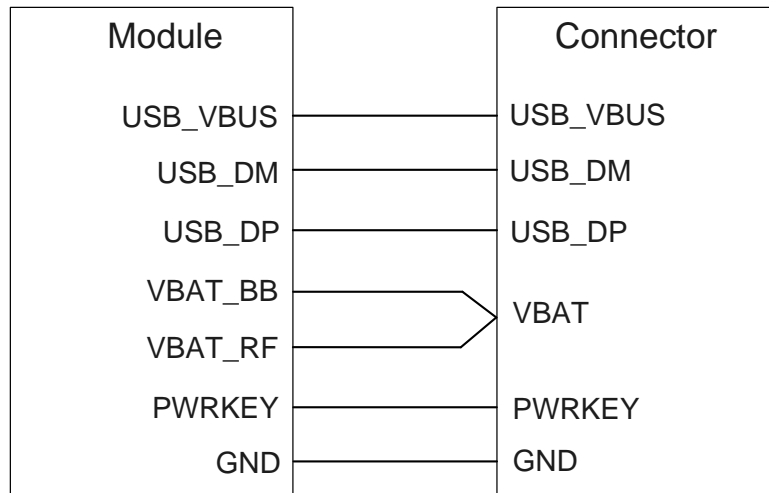 Module
Connector
USB_VBUS
USB_VBUS
USB_DM
USB_DM
USB_DP
USB_DP
VBAT_BB
VBAT
VBAT_RF
PWRKEY
PWRKEY
GND
GND